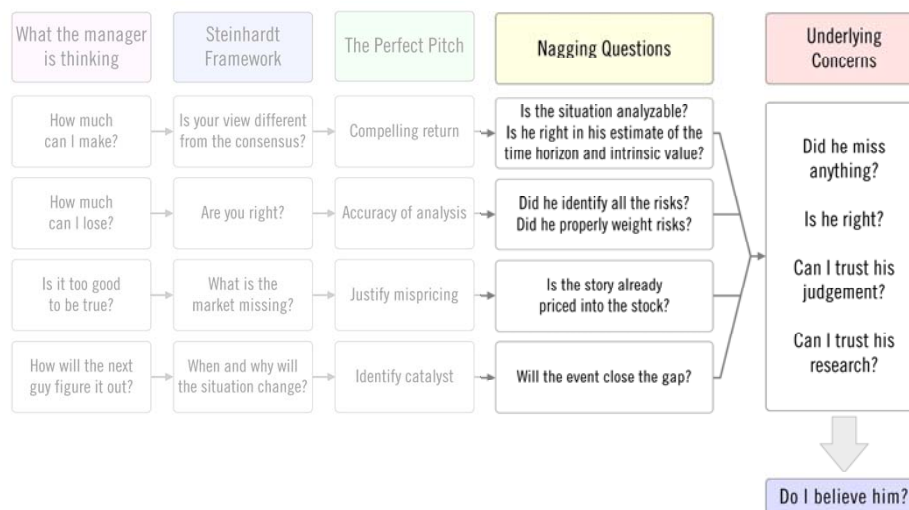 What the manager
is thinking
Steinhardt
Framework
The Perfect Pitch
Nagging Questions
Underlying
Concerns
How much
can I make?
Is your view different
from the consensus?
Compelling return
Is the situation analyzable?
Is he right in his estimate of the
time horizon and intrinsic value?
How much
can I lose?
Are you right?
Accuracy of analysis
Did he identify all the risks?
Did he properly weight risks?
Is it too good
to be true?
What is the
market missing?
Justify mispricing
Is the story already
priced into the stock?
How will the next
guy figure it out?
When and why will
the situation change?
Identify catalyst
Will the event close the gap?
Did he miss
anything?
Is he right?
Can I trust his
judgement?
Can I trust his
research?
Do I believe him?